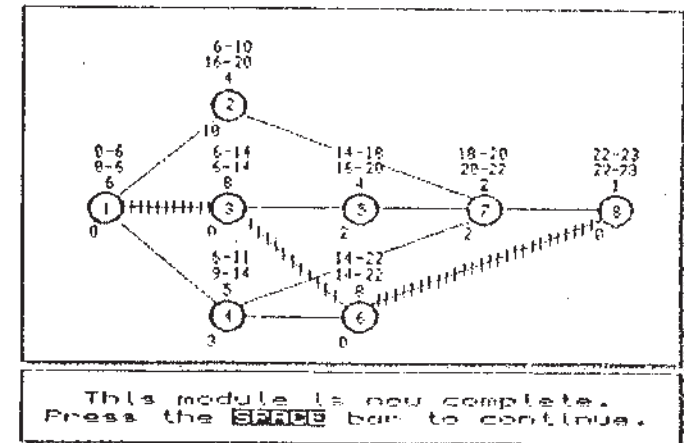 6-10
16-20
4
2
10
0-6 6-14 14-18 18-20 22-23
0-6 6-14 16-20 20-22 22-23
6 8 4 2 1
1 3 5 7 8
0 0 2 2 0
6-11 14-22
9-14 14-22
5 8
4 6
3 0
This module is now complete.
Press the SPACE bar to continue.